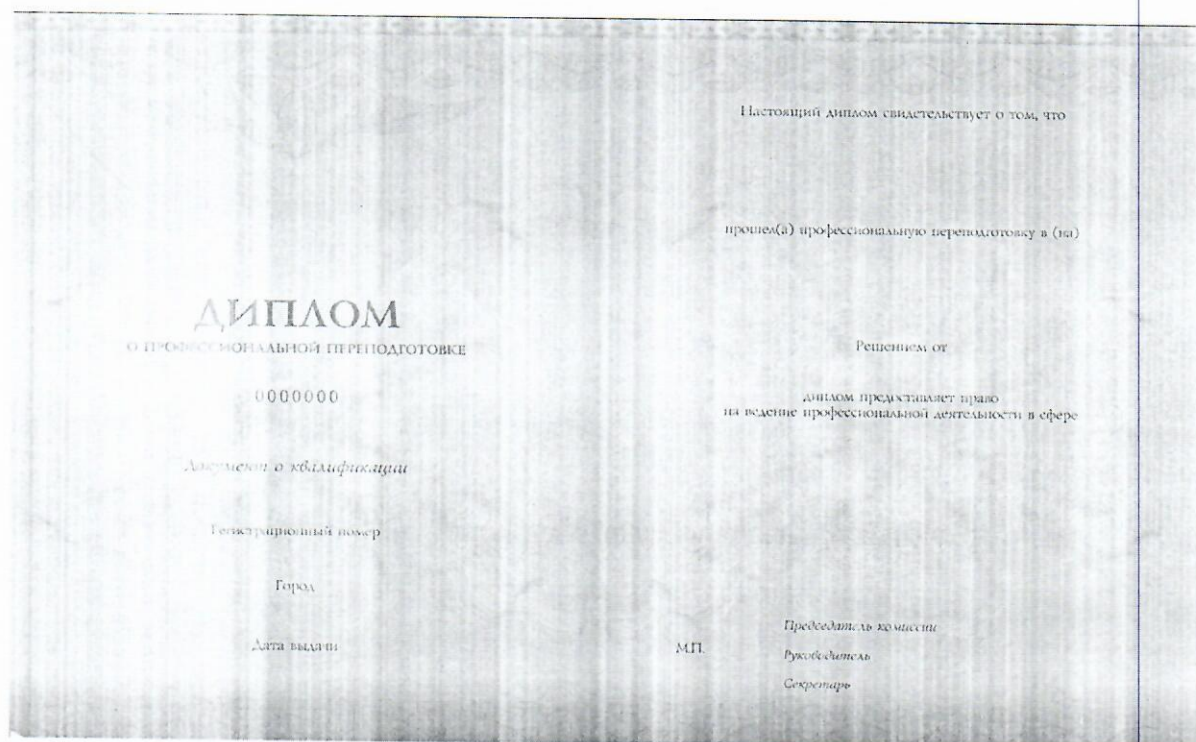 ДИПЛОМ
О ПРОФЕССИОНАЛЬНОЙ ПЕРЕПОДГОТОВКЕ
0000000
Документ о квалификации
Регистрационный номер
Город
Дата выдачи
Настоящий диплом свидетельствует о том, что
прошел(а) профессиональную переподготовку в (на)
Решением от
диплом предоставляет право
на ведение профессиональной деятельности в сфере
М.П.
Председатель комиссии
Руководитель
Секретарь